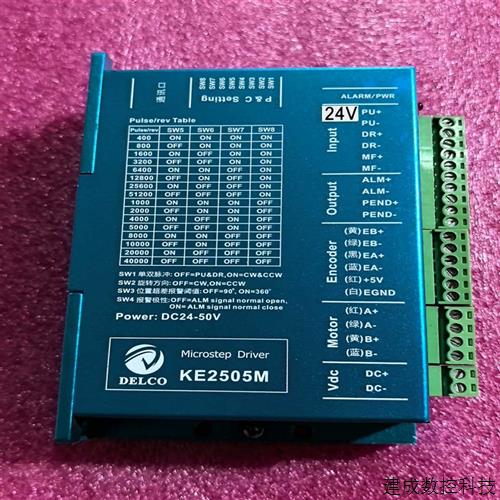 通讯口
SW8
SW7
SW6
SW5
SW4
SW3
SW2
SW1
P & C Setting
Pulse/rev Table
Pulse/rev SW5 SW6 SW7 SW8
400 ON ON ON ON
800 OFF ON ON ON
1600 ON OFF ON ON
3200 OFF OFF ON ON
6400 ON ON OFF ON
12800 OFF ON OFF ON
25600 ON OFF OFF ON
51200 OFF OFF OFF ON
1000 ON ON ON OFF
2000 OFF ON ON OFF
4000 ON OFF ON OFF
5000 OFF OFF ON OFF
8000 ON ON OFF OFF
10000 OFF ON OFF OFF
20000 ON OFF OFF OFF
40000 OFF OFF OFF OFF
SW1 单双脉冲: OFF=PU&DR,ON=CW&CCW
SW2 旋转方向: OFF=CW,ON=CCW
SW3 位置超差报警阈值: OFF=90°, ON=360°
SW4 报警极性: OFF=ALM signal normal open,
ON= ALM signal normal close
Power: DC24-50V
DELCO
Microstep Driver
KE2505M
ALARM/PWR
24V
Input
PU+
PU-
DR+
DR-
MF+
MF-
Output
ALM+
ALM-
PEND+
PEND-
Encoder
(黄)EB+
(绿)EB-
(黑)EA+
(蓝)EA-
(红)+5V
(白)EGND
Motor
(红)A+
(绿)A-
(黄)B+
(蓝)B-
Vdc
DC+
DC-
建成数控科技